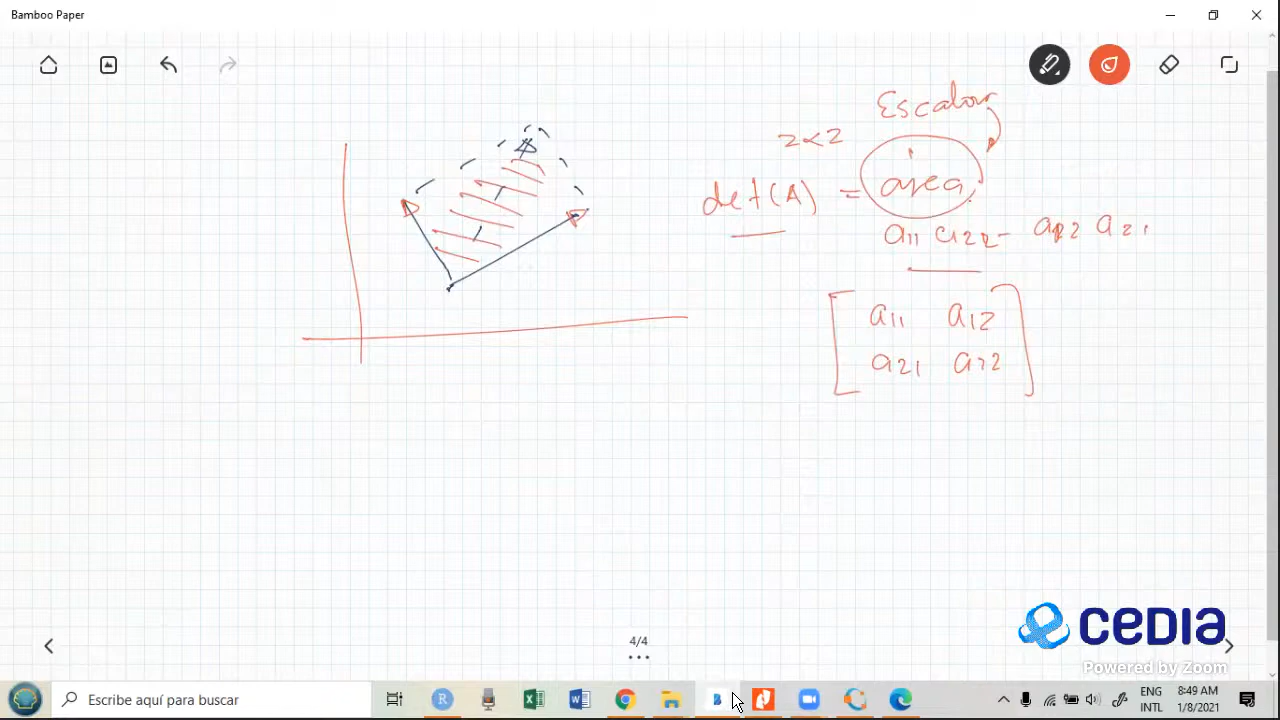 Bamboo Paper
Escalar
2x2
det(A) = area
a11 a22 - a12 a21
a11 a12
a21 a22
4/4
cedia
Powered by Zoom
Escribe aquí para buscar
ENG
INTL
8:49 AM
1/8/2021